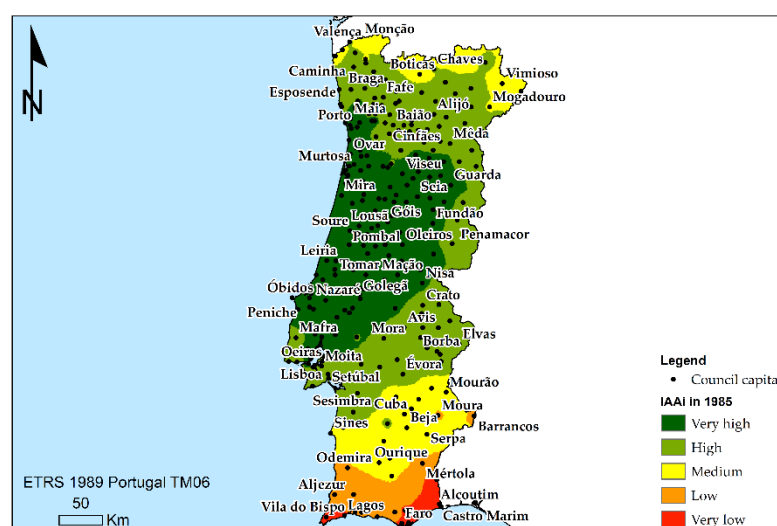 Valença Monção
Caminha Boticas Chaves Vimioso
Braga
Esposende Fafe Mogadouro
Porto Maia Baião Alijó
Ovar Cinfães Mêda
Murtosa Viseu Guarda
Mira Seia
Soure Lousã Góis Fundão
Pombal Oleiros Penamacor
Leiria
Tomar Mação
Óbidos Nazaré Golegã Nisa
Peniche Crato
Mafra Mora Avis Elvas
Oeiras Moita Borba
Lisboa Setúbal Évora
Sesimbra Cuba Mourão
Sines Beja Moura
Serpa Barrancos
Odemira Ourique
Aljezur Mértola
Vila do Bispo Lagos Faro Alcoutim
Castro Marim
N
ETRS 1989 Portugal TM06
50
Km
Legend
Council capita
IAAi in 1985
Very high
High
Medium
Low
Very low